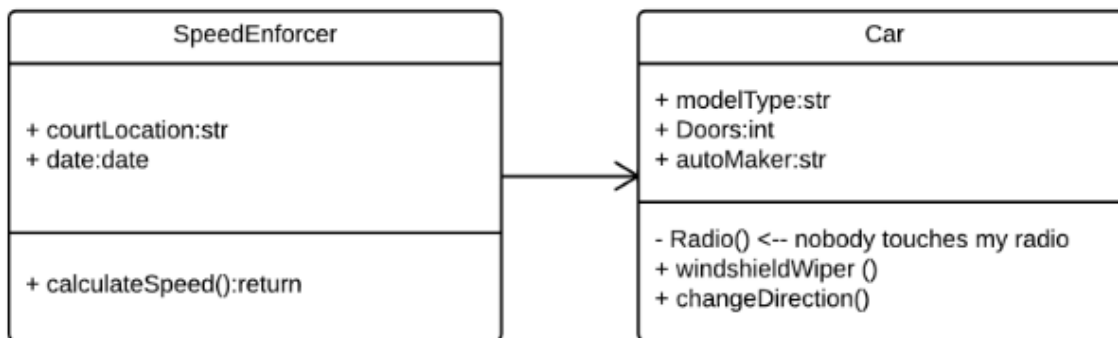 SpeedEnforcer
+ courtLocation:str
+ date:date
+ calculateSpeed():return
Car
+ modelType:str
+ Doors:int
+ autoMaker:str
- Radio() <-- nobody touches my radio
+ windshieldWiper ()
+ changeDirection()